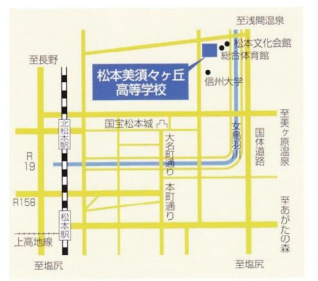 至浅間温泉
松本文化会館
総合体育館
至長野
松本美須々ヶ丘
高等学校
信州大学
北松本駅
国宝松本城
大名町通り
女鳥羽川
国体道路
至美ヶ原温泉
R
19
本町通り
R158
松本駅
至あがたの森
上高地線
至塩尻
至塩尻